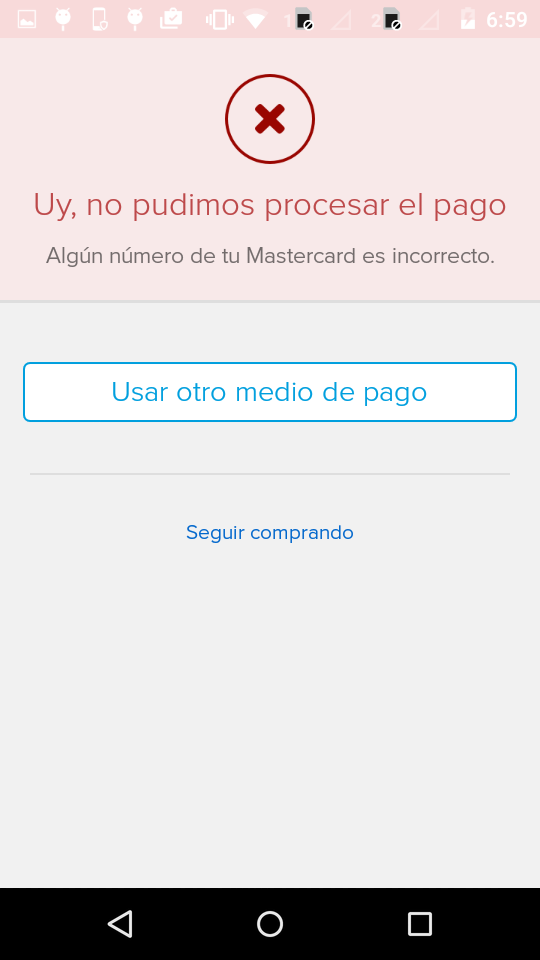 1 2 6:59
Uy, no pudimos procesar el pago
Algún número de tu Mastercard es incorrecto.
Usar otro medio de pago
Seguir comprando